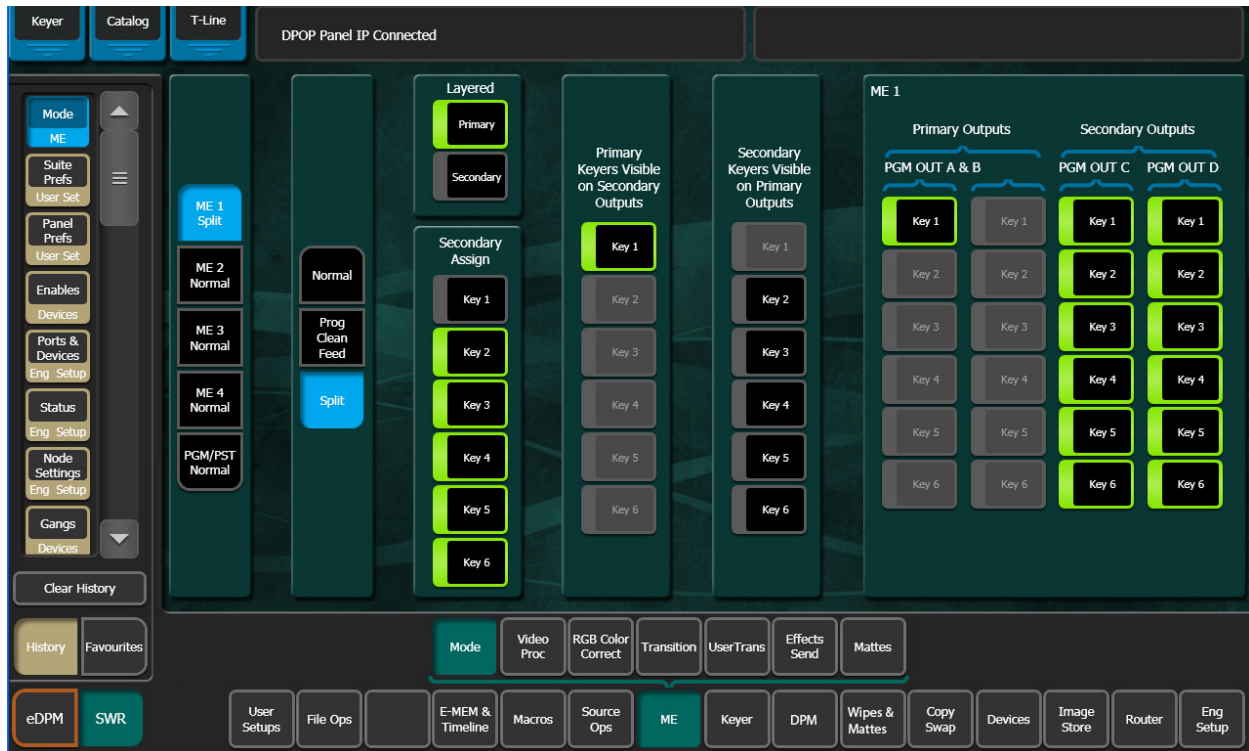 Keyer
Catalog
T-Line
DPOP Panel IP Connected
Mode
ME
Suite
Prefs
User Set
Panel
Prefs
User Set
Enables
Devices
Ports &
Devices
Eng Setup
Status
Eng Setup
Node
Settings
Eng Setup
Gangs
Devices
Clear History
History
Favourites
ME 1
Split
ME 2
Normal
ME 3
Normal
ME 4
Normal
PGM/PST
Normal
Normal
Prog
Clean
Feed
Split
Layered
Primary
Secondary
Secondary
Assign
Key 1
Key 2
Key 3
Key 4
Key 5
Key 6
Primary
Keyers Visible
on Secondary
Outputs
Key 1
Key 2
Key 3
Key 4
Key 5
Key 6
Secondary
Keyers Visible
on Primary
Outputs
Key 1
Key 2
Key 3
Key 4
Key 5
Key 6
ME 1
Primary Outputs
Secondary Outputs
PGM OUT A & B
PGM OUT C
PGM OUT D
Key 1
Key 1
Key 1
Key 1
Key 2
Key 2
Key 2
Key 2
Key 3
Key 3
Key 3
Key 3
Key 4
Key 4
Key 4
Key 4
Key 5
Key 5
Key 5
Key 5
Key 6
Key 6
Key 6
Key 6
Mode
Video
Proc
RGB Color
Correct
Transition
UserTrans
Effects
Send
Mattes
eDPM
SWR
User
Setups
File Ops
E-MEM &
Timeline
Macros
Source
Ops
ME
Keyer
DPM
Wipes &
Mattes
Copy
Swap
Devices
Image
Store
Router
Eng
Setup